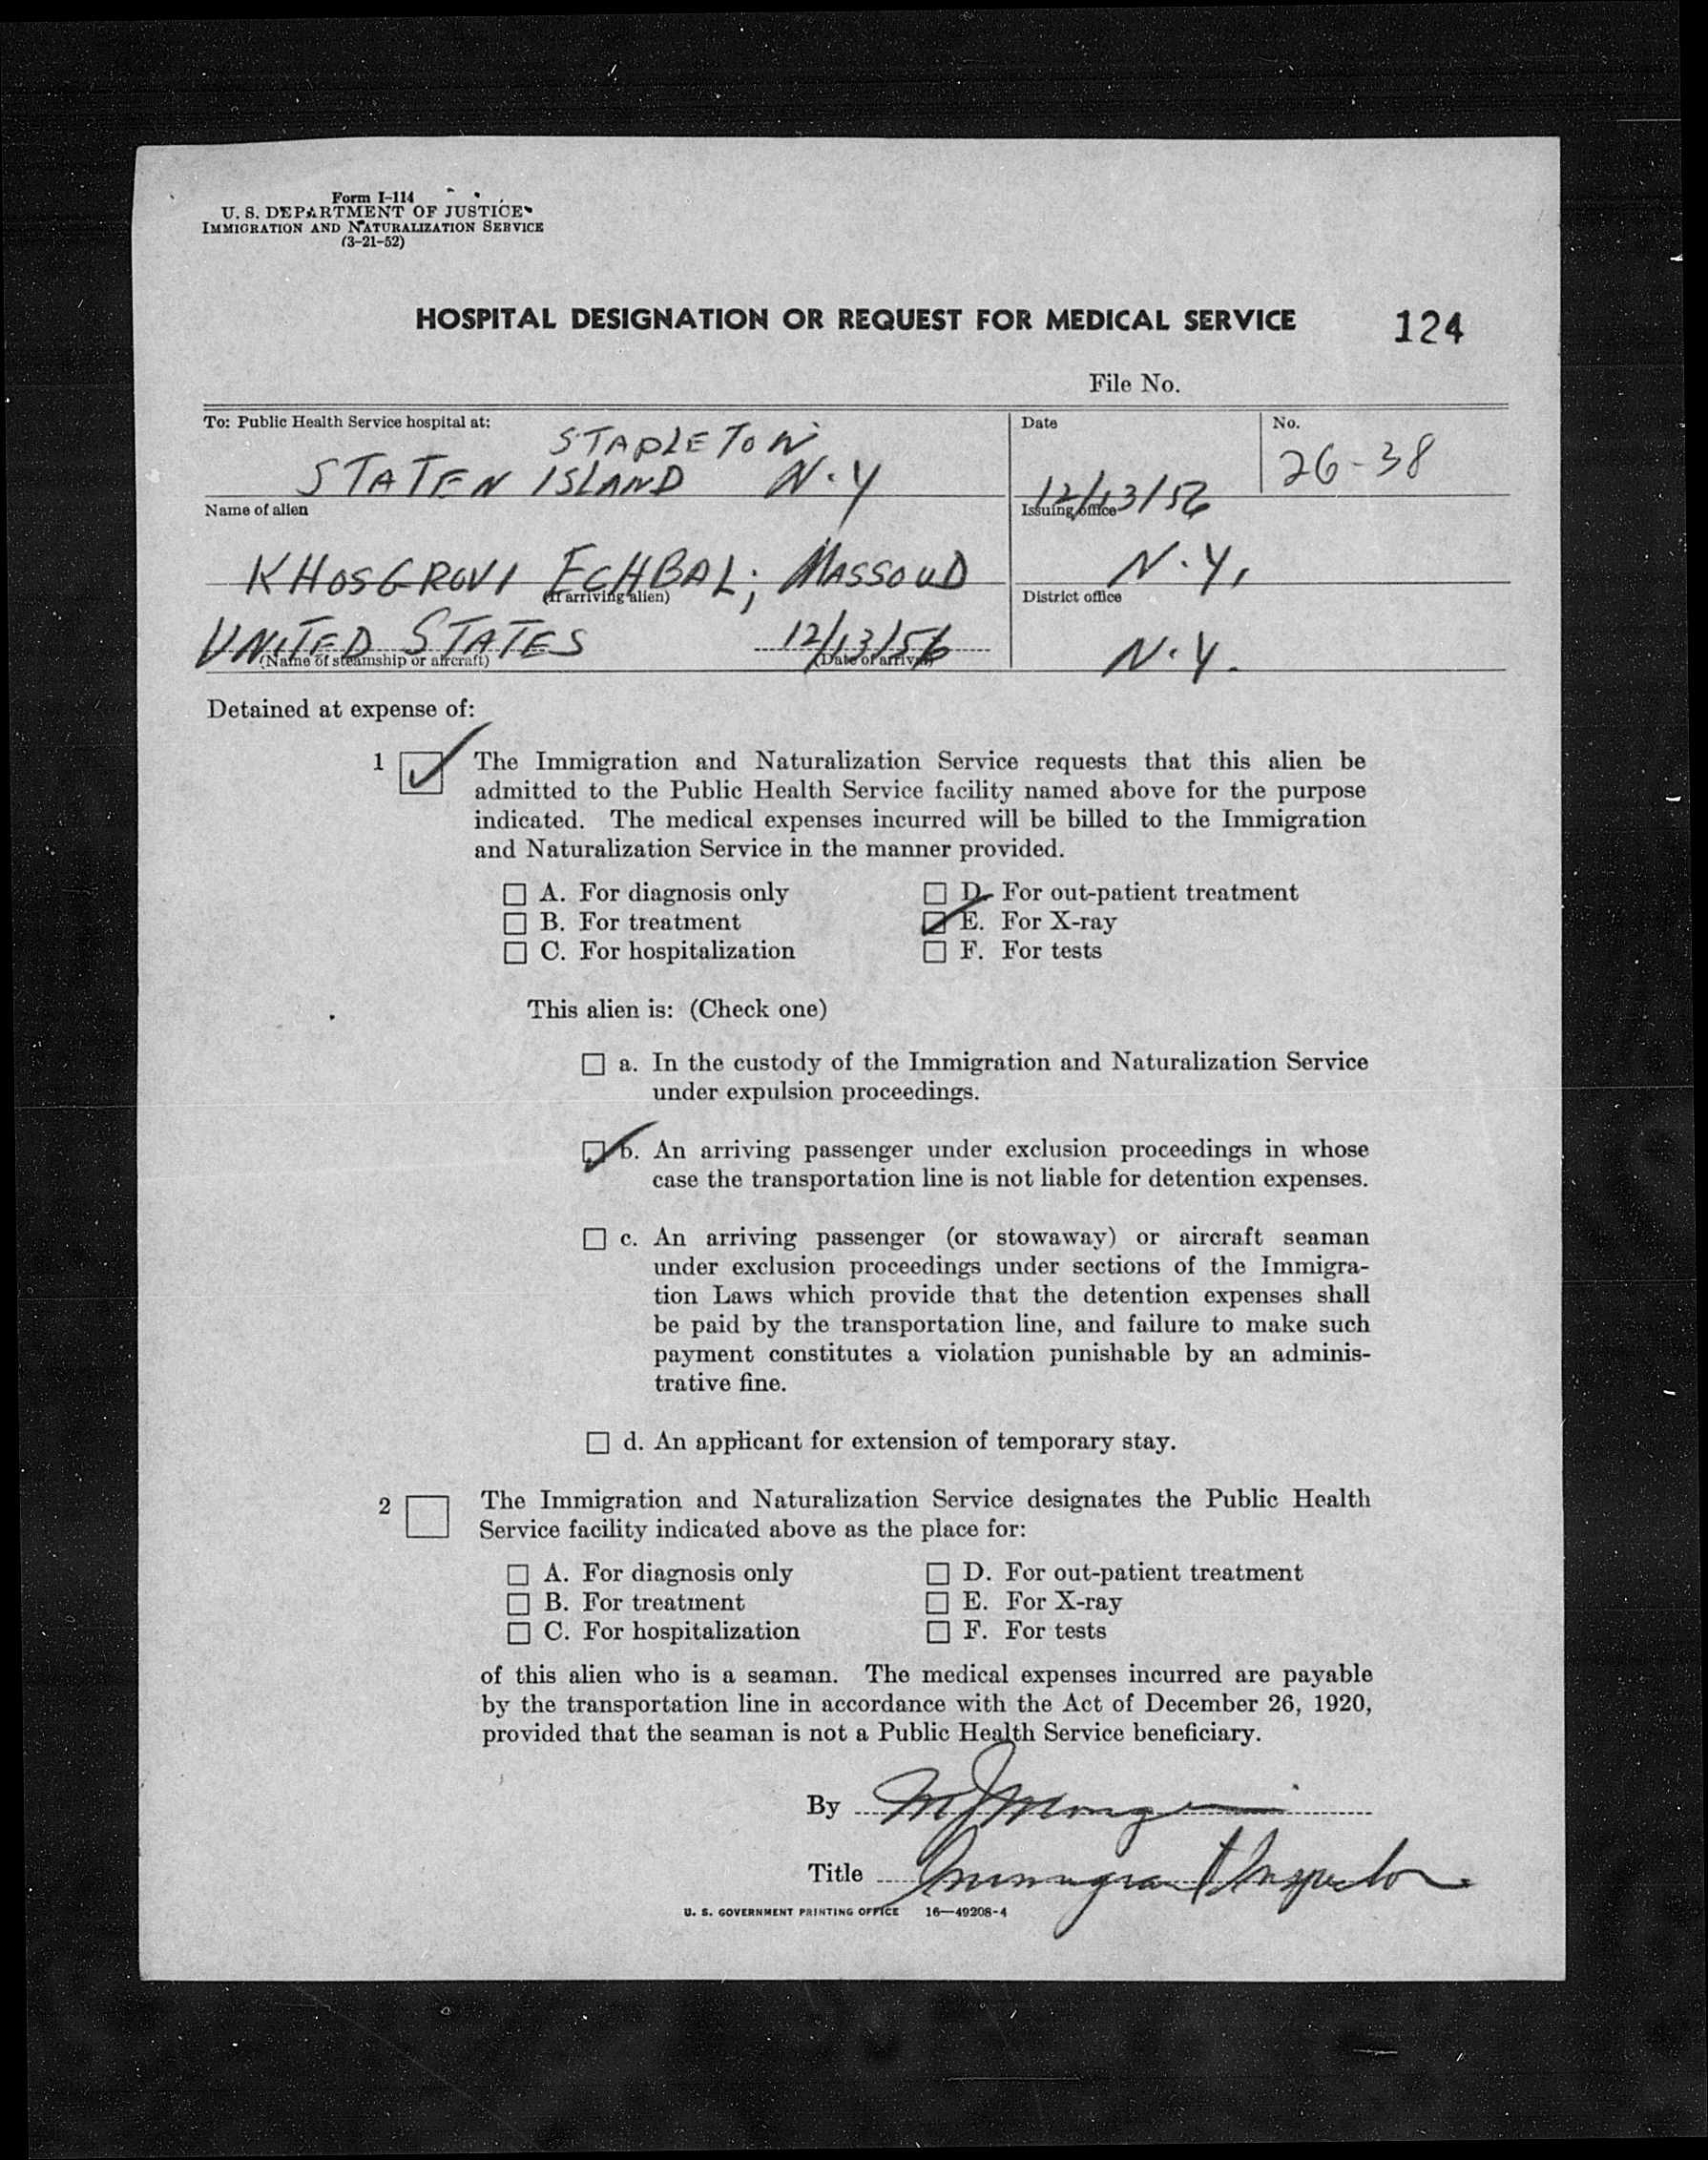 Form I-114
U. S. DEPARTMENT OF JUSTICE
IMMIGRATION AND NATURALIZATION SERVICE
(3-21-52)
HOSPITAL DESIGNATION OR REQUEST FOR MEDICAL SERVICE 124
File No.
To: Public Health Service hospital at: Date No.
STAPLETON
STATEN ISLAND N.Y 12/13/56 26-38
Name of alien Issuing office
KHOSGROVI ECHBAL; MASSOUD N.Y.
(If arriving alien) District office
UNITED STATES 12/13/56 N.Y.
(Name of steamship or aircraft) (Date of arrival)
Detained at expense of:
1 The Immigration and Naturalization Service requests that this alien be
admitted to the Public Health Service facility named above for the purpose
indicated. The medical expenses incurred will be billed to the Immigration
and Naturalization Service in the manner provided.
☐ A. For diagnosis only ☐ D. For out-patient treatment
☐ B. For treatment ☑ E. For X-ray
☐ C. For hospitalization ☐ F. For tests
This alien is: (Check one)
☐ a. In the custody of the Immigration and Naturalization Service
under expulsion proceedings.
☑ b. An arriving passenger under exclusion proceedings in whose
case the transportation line is not liable for detention expenses.
☐ c. An arriving passenger (or stowaway) or aircraft seaman
under exclusion proceedings under sections of the Immigra-
tion Laws which provide that the detention expenses shall
be paid by the transportation line, and failure to make such
payment constitutes a violation punishable by an adminis-
trative fine.
☐ d. An applicant for extension of temporary stay.
2 The Immigration and Naturalization Service designates the Public Health
Service facility indicated above as the place for:
☐ A. For diagnosis only ☐ D. For out-patient treatment
☐ B. For treatment ☐ E. For X-ray
☐ C. For hospitalization ☐ F. For tests
of this alien who is a seaman. The medical expenses incurred are payable
by the transportation line in accordance with the Act of December 26, 1920,
provided that the seaman is not a Public Health Service beneficiary.
By
Title Immigrant Inspector
U. S. GOVERNMENT PRINTING OFFICE 16—49208-4